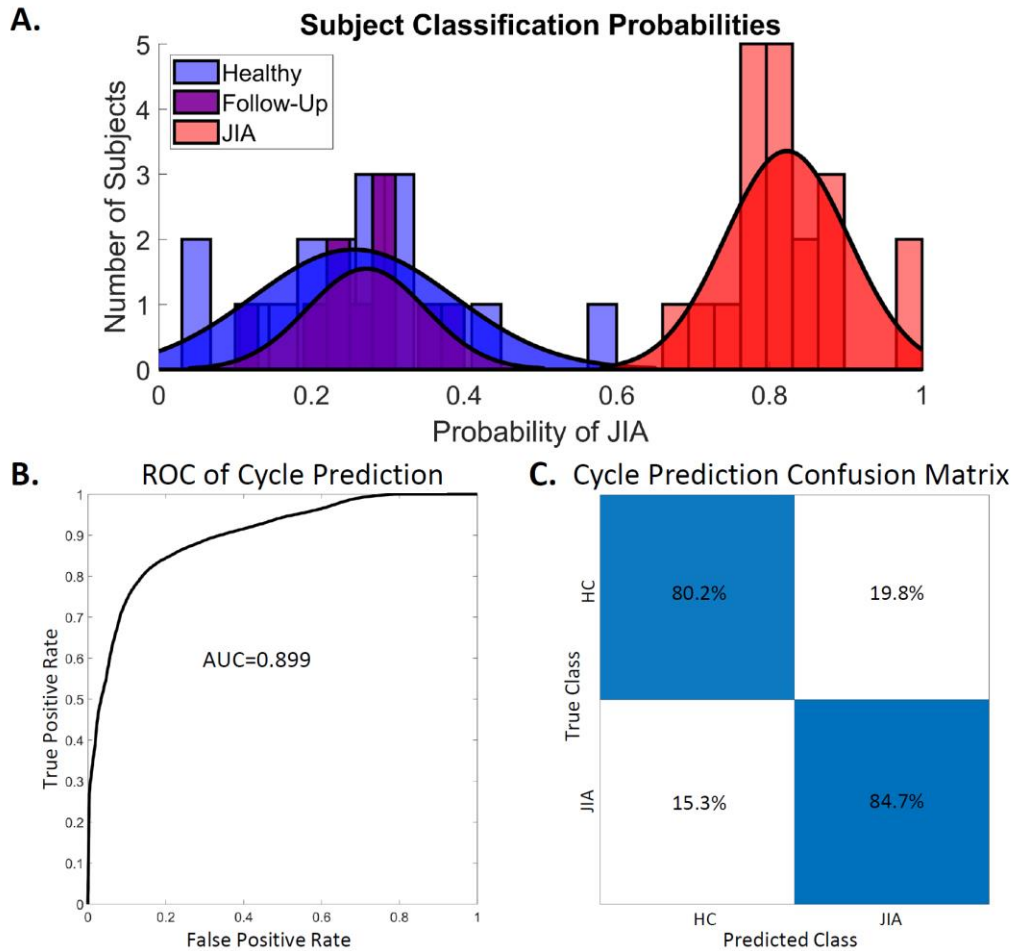 A.
Subject Classification Probabilities
Healthy
Follow-Up
JIA
Number of Subjects
5
4
3
2
1
0
0 0.2 0.4 0.6 0.8 1
Probability of JIA
B.
ROC of Cycle Prediction
True Positive Rate
1
0.9
0.8
0.7
0.6
0.5
0.4
0.3
0.2
0.1
0
AUC=0.899
0 0.2 0.4 0.6 0.8 1
False Positive Rate
C.
Cycle Prediction Confusion Matrix
True Class
HC
80.2% 19.8%
JIA
15.3% 84.7%
HC JIA
Predicted Class